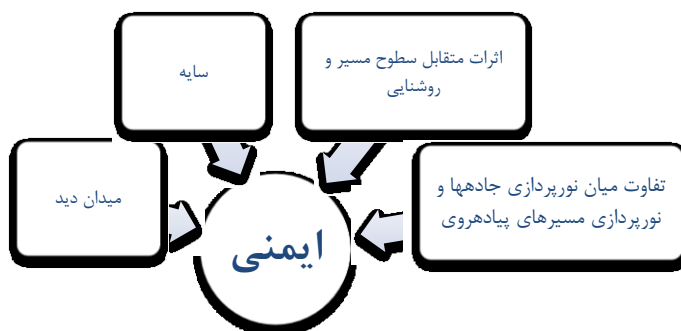 اثرات متقابل سطوح مسیر و
روشنایی
سایه
تفاوت میان نورپردازی جادهها و
نورپردازی مسیرهای پیادهروی
میدان دید
ایمنی